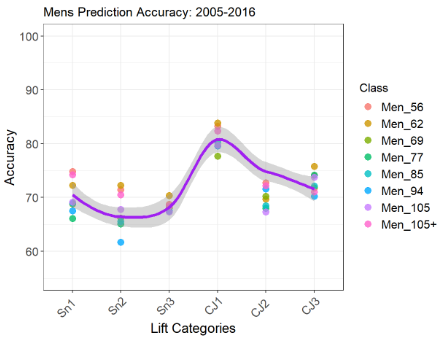 Mens Prediction Accuracy: 2005-2016
100
90
80
70
60
Accuracy
Sn1
Sn2
Sn3
CJ1
CJ2
CJ3
Lift Categories
Class
Men_56
Men_62
Men_69
Men_77
Men_85
Men_94
Men_105
Men_105+